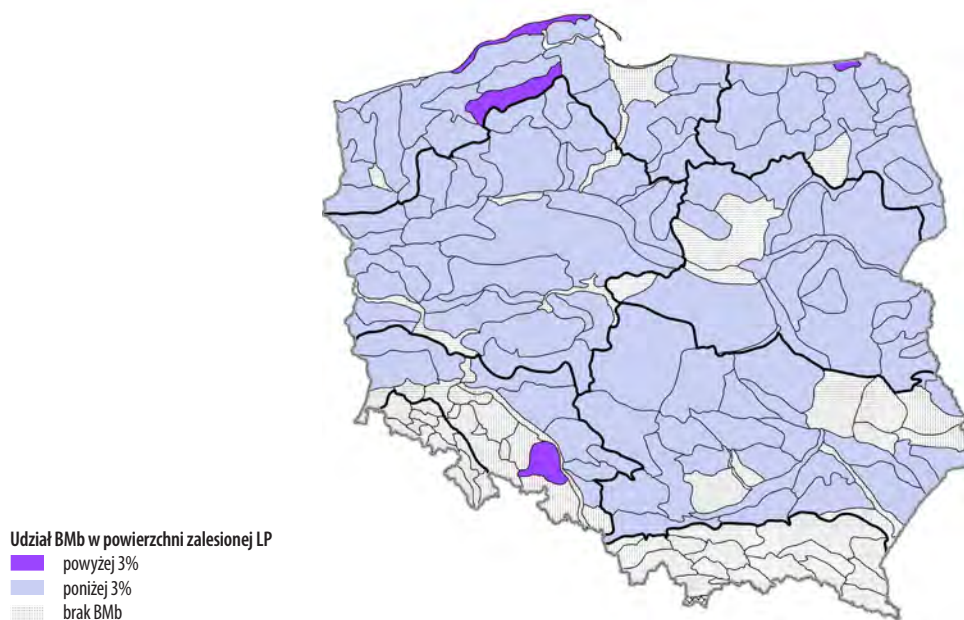 Udział BMb w powierzchni zalesionej LP
powyżej 3%
poniżej 3%
brak BMb